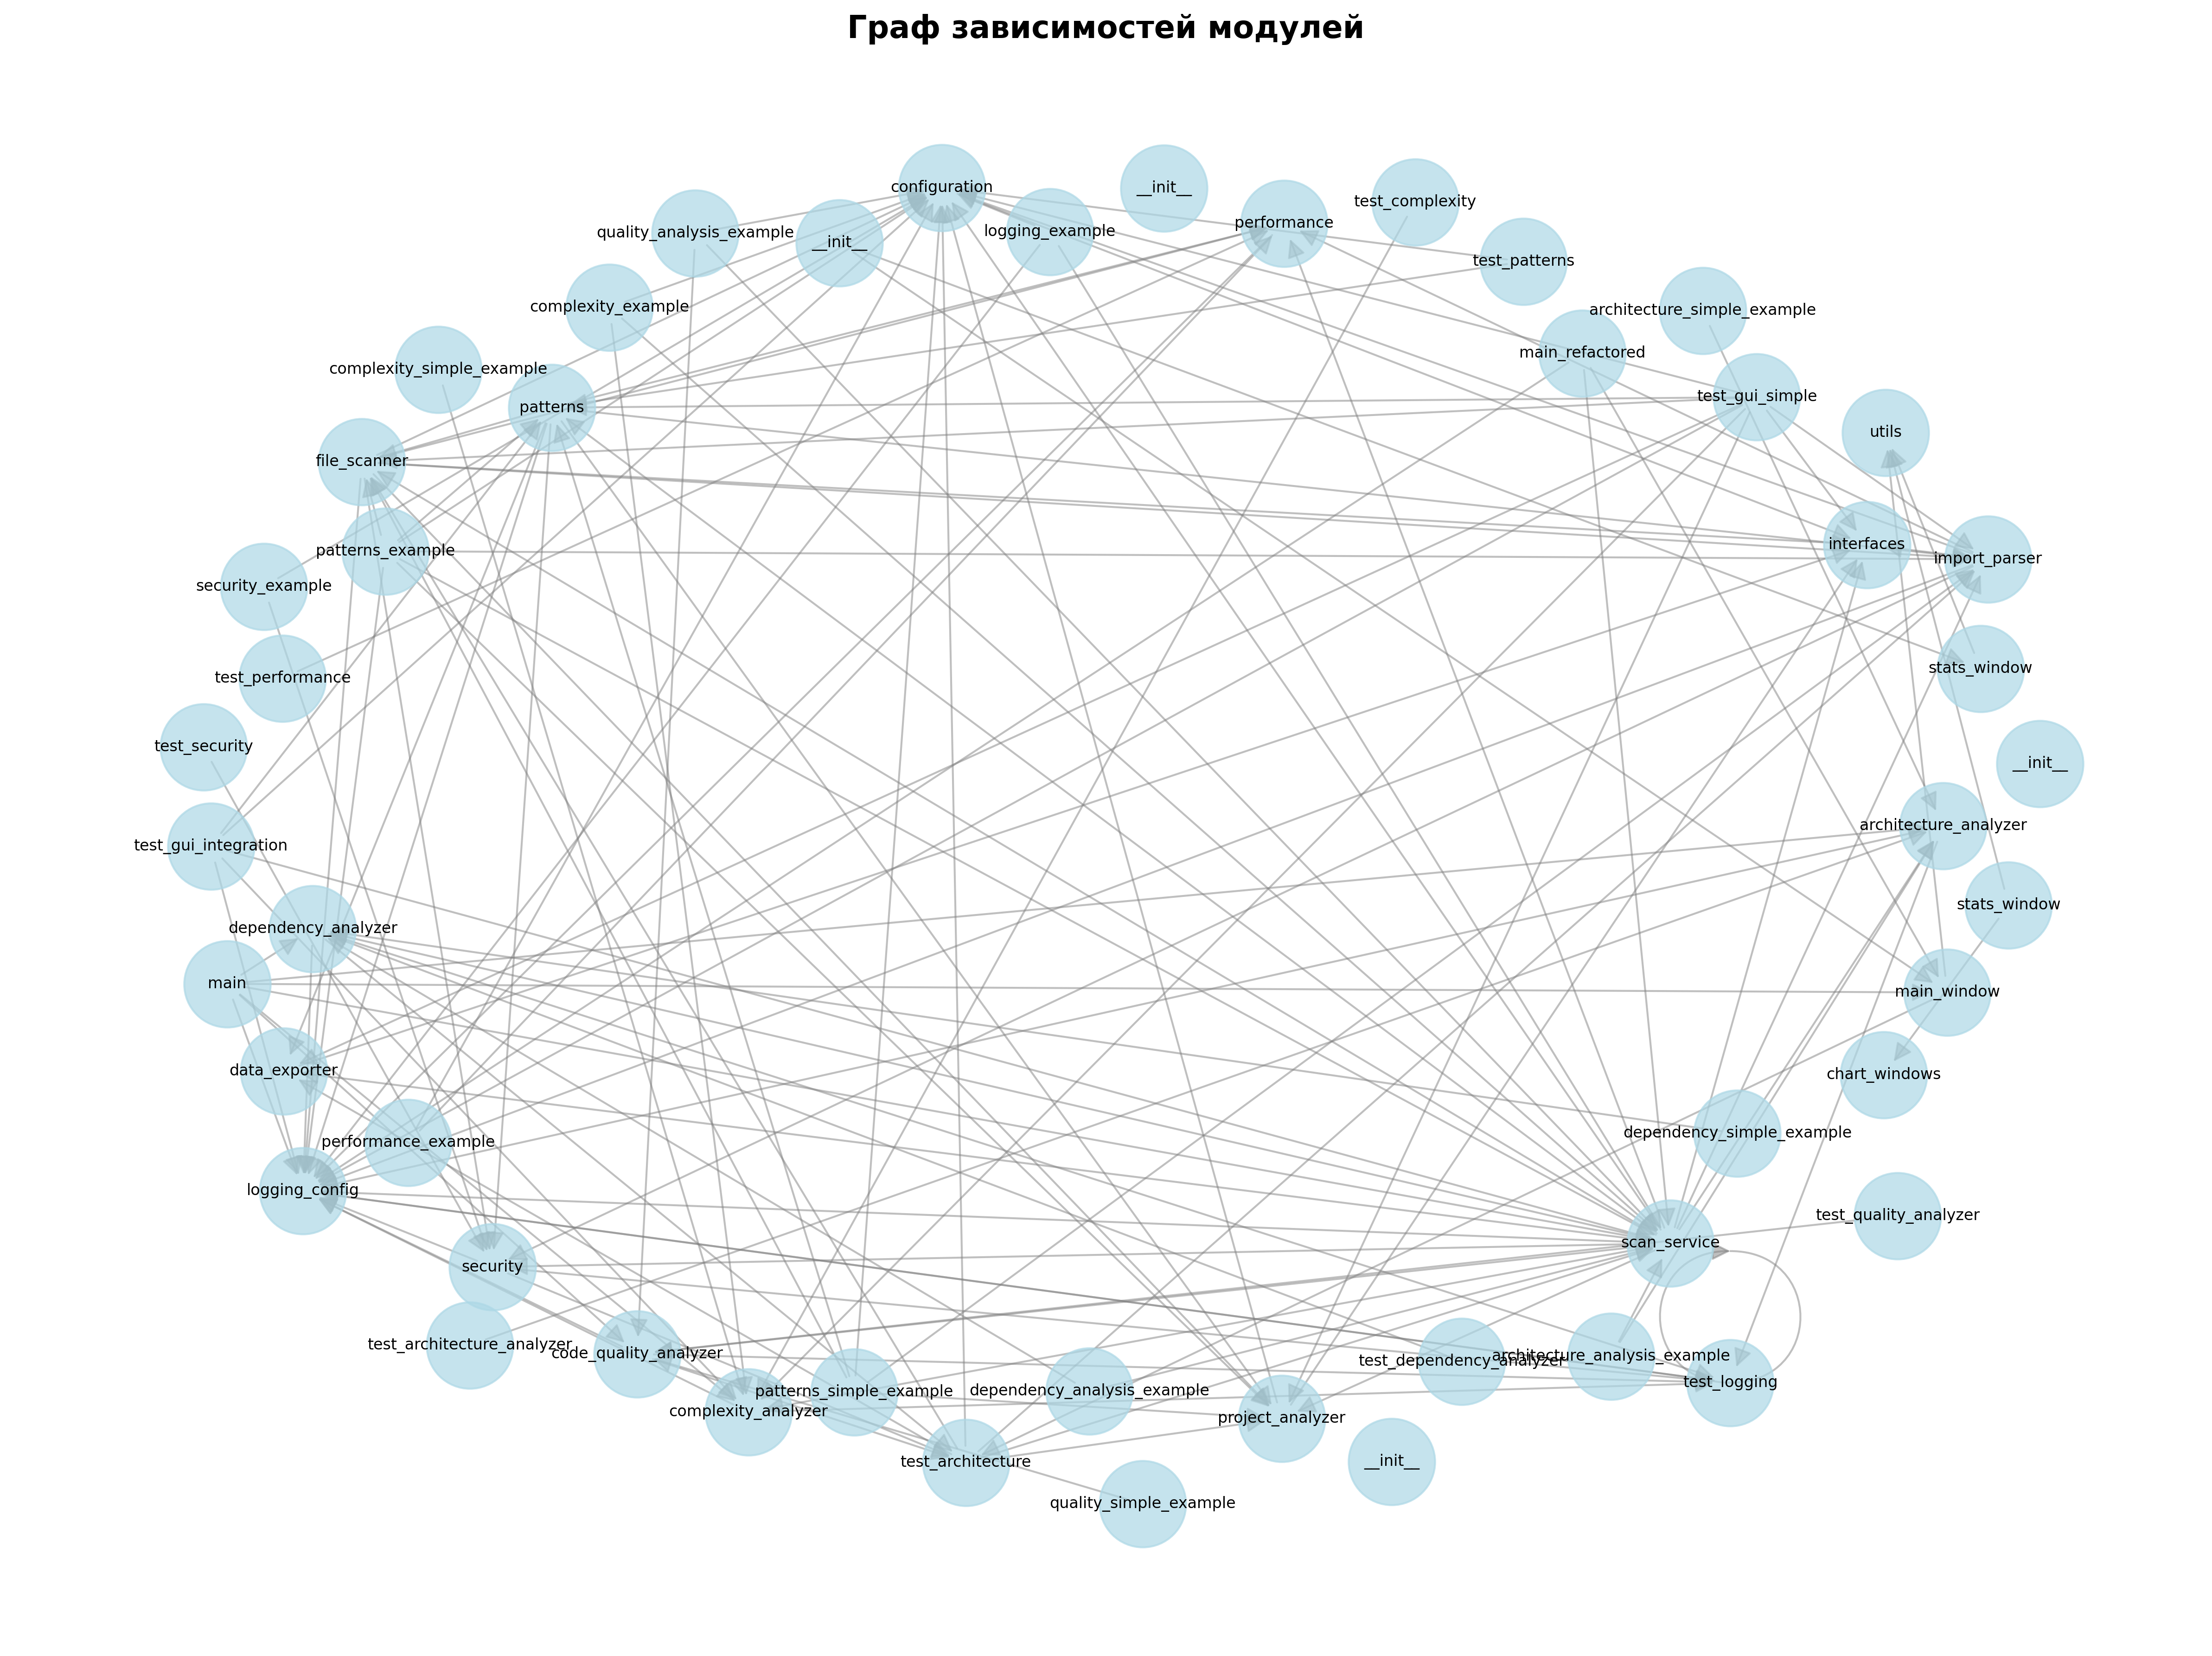 Граф зависимостей модулей
configuration
__init__
test_complexity
performance
quality_analysis_example
logging_example
__init__
test_patterns
complexity_example
architecture_simple_example
main_refactored
complexity_simple_example
test_gui_simple
patterns
utils
file_scanner
interfaces
patterns_example
import_parser
security_example
stats_window
test_performance
test_security
__init__
architecture_analyzer
test_gui_integration
stats_window
dependency_analyzer
main
main_window
data_exporter
chart_windows
dependency_simple_example
performance_example
logging_config
test_quality_analyzer
scan_service
security
test_architecture_analyzer
code_quality_analyzer
architecture_analysis_example
test_dependency_analyzer
test_logging
dependency_analysis_example
patterns_simple_example
complexity_analyzer
project_analyzer
test_architecture
__init__
quality_simple_example